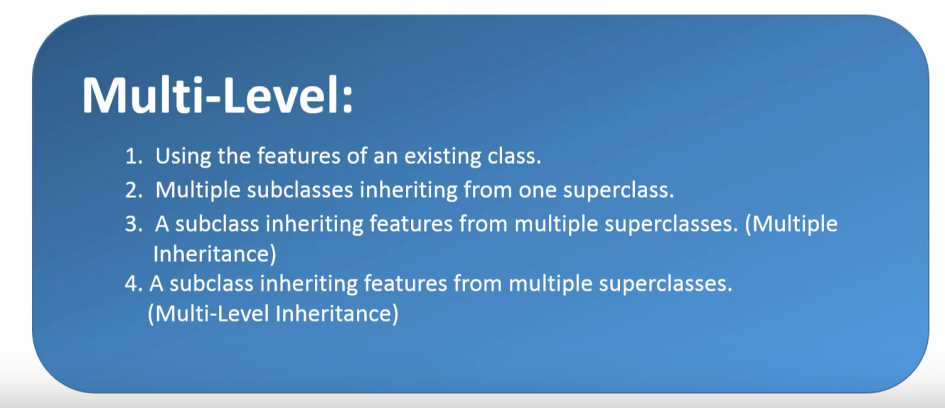 Multi-Level:
1. Using the features of an existing class.
2. Multiple subclasses inheriting from one superclass.
3. A subclass inheriting features from multiple superclasses. (Multiple
Inheritance)
4. A subclass inheriting features from multiple superclasses.
(Multi-Level Inheritance)